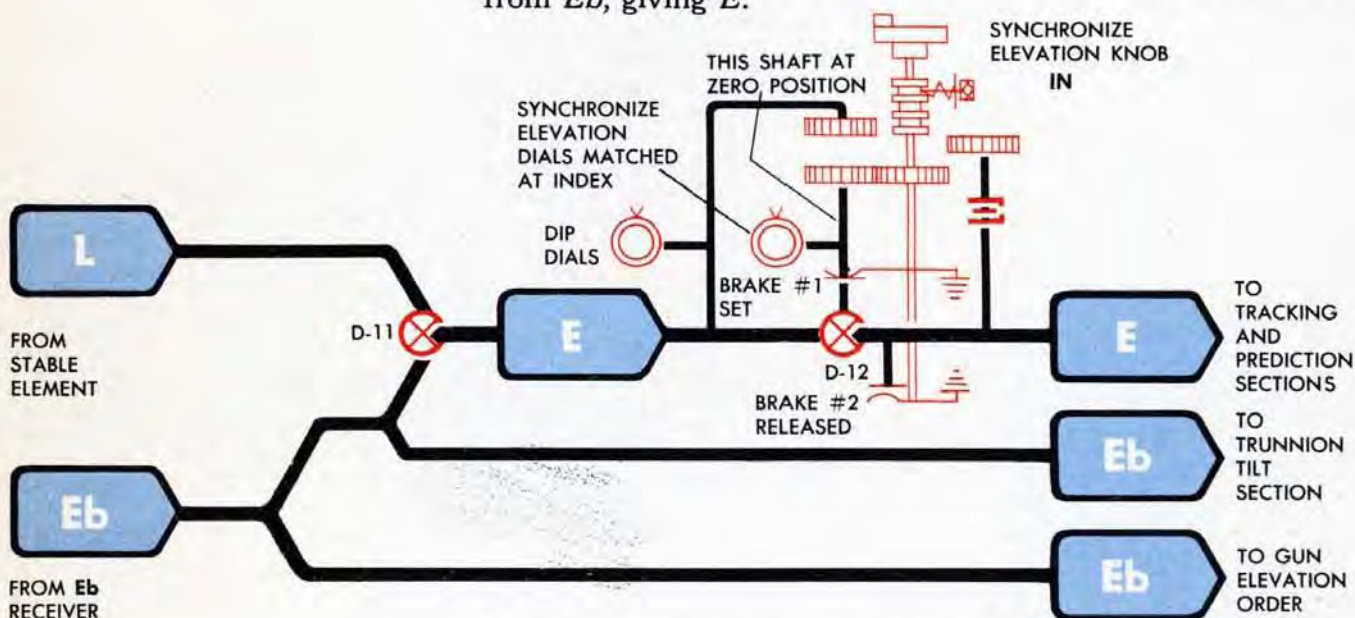 from Eb, giving E.
SYNCHRONIZE
ELEVATION KNOB
IN
THIS SHAFT AT
ZERO POSITION
SYNCHRONIZE
ELEVATION
DIALS MATCHED
AT INDEX
DIP
DIALS
BRAKE #1
SET
L
FROM
STABLE
ELEMENT
D-11
E
D-12
BRAKE #2
RELEASED
E
TO
TRACKING
AND
PREDICTION
SECTIONS
Eb
FROM Eb
RECEIVER
Eb
TO
TRUNNION
TILT
SECTION
Eb
TO GUN
ELEVATION
ORDER